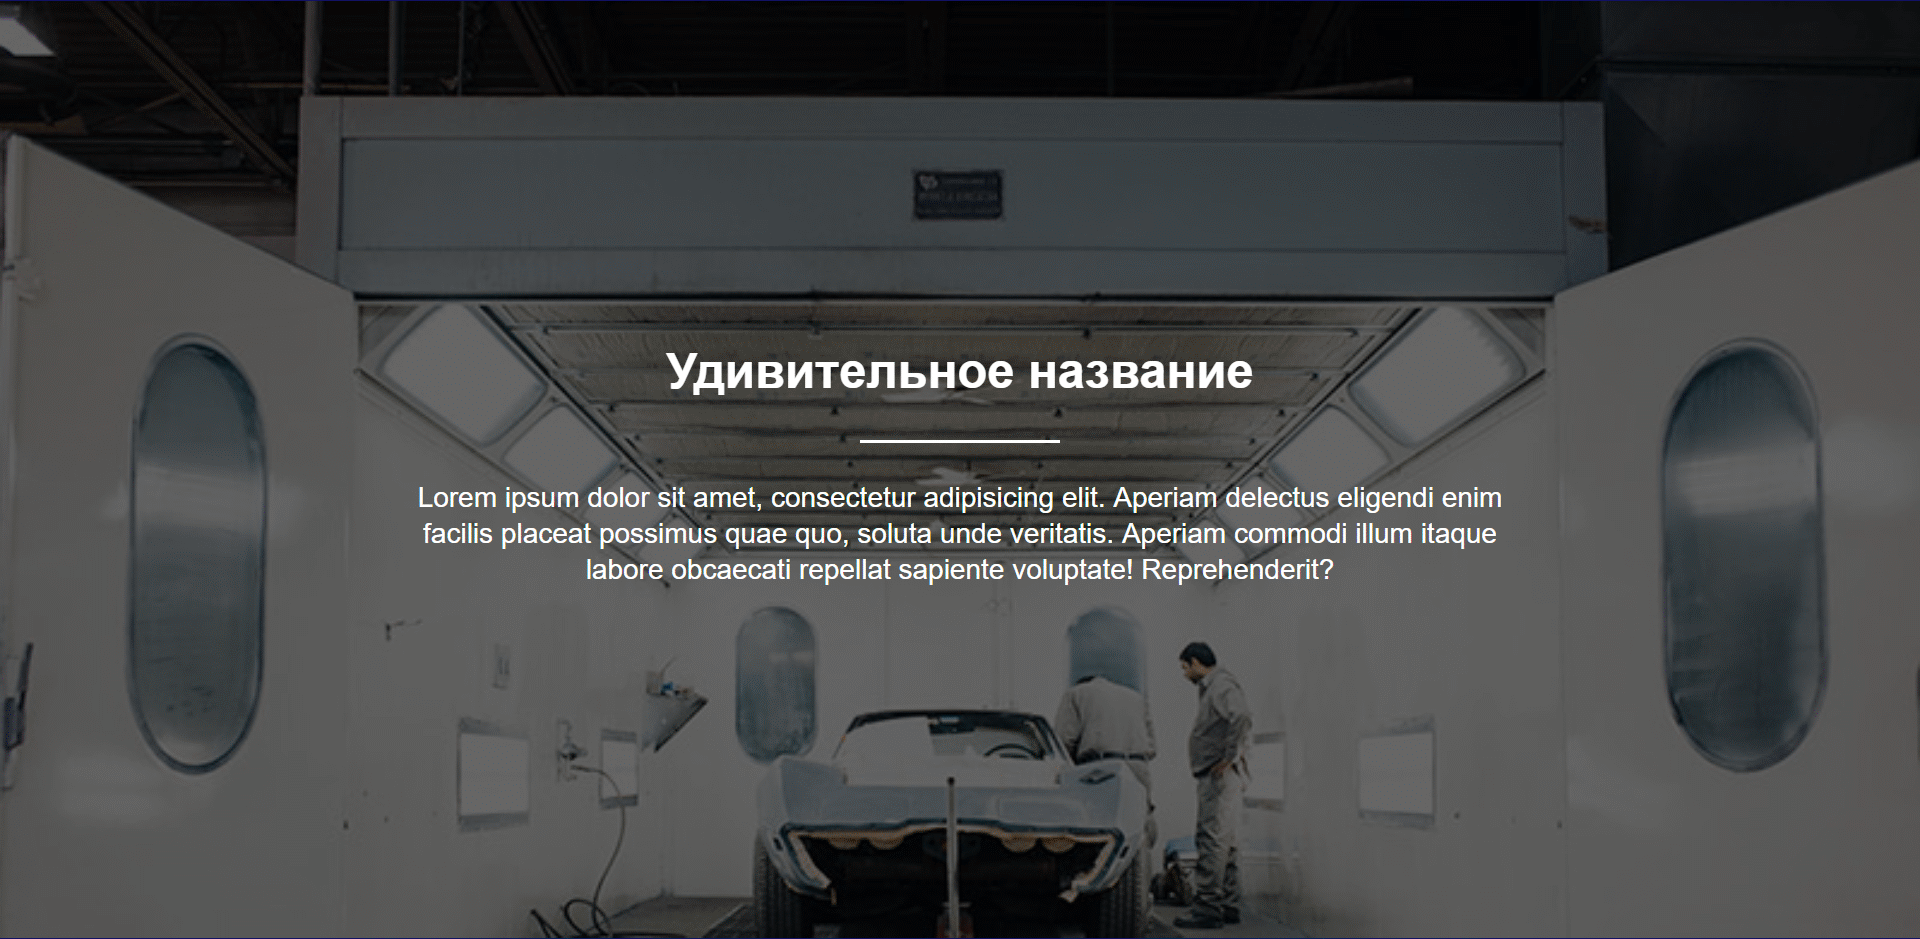 Удивительное название
Lorem ipsum dolor sit amet, consectetur adipisicing elit. Aperiam delectus eligendi enim
facilis placeat possimus quae quo, soluta unde veritatis. Aperiam commodi illum itaque
labore obcaecati repellat sapiente voluptate! Reprehenderit?